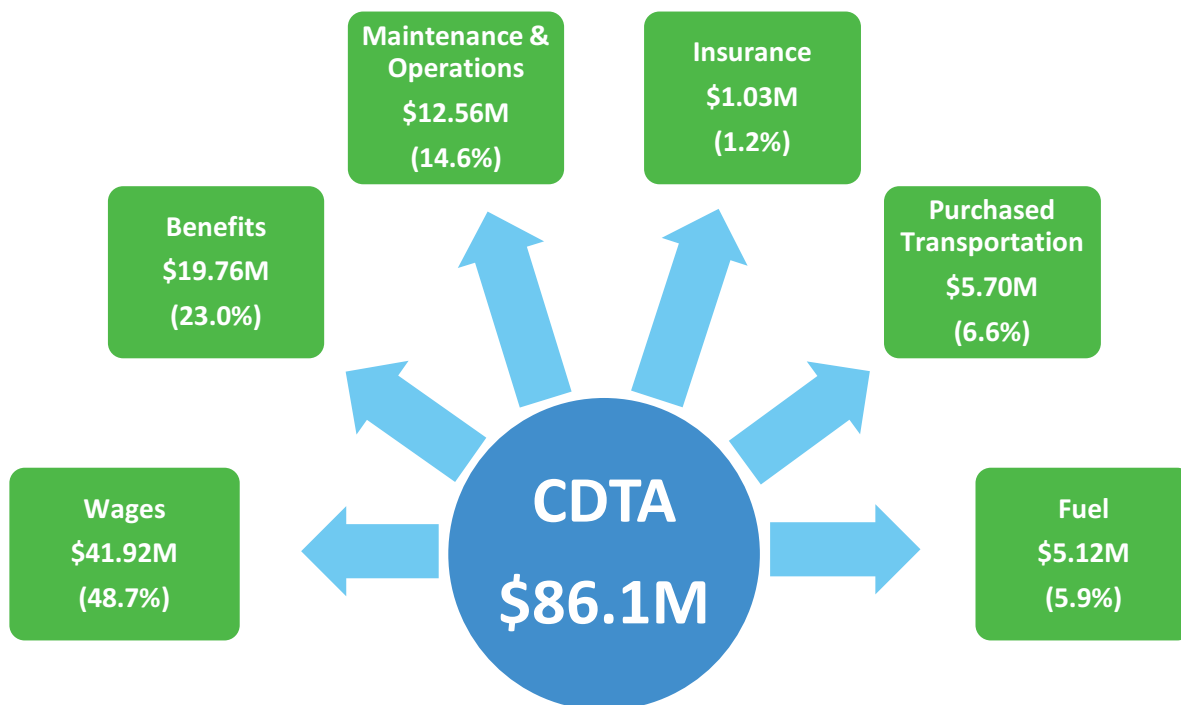 Maintenance &
Operations
$12.56M
(14.6%)
Insurance
$1.03M
(1.2%)
Benefits
$19.76M
(23.0%)
Purchased
Transportation
$5.70M
(6.6%)
Wages
$41.92M
(48.7%)
CDTA
$86.1M
Fuel
$5.12M
(5.9%)